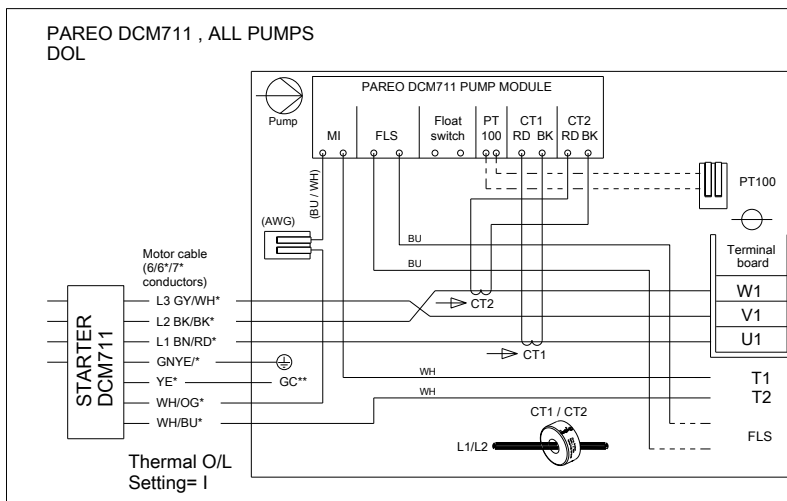 PAREO DCM711 , ALL PUMPS
DOL
PAREO DCM711 PUMP MODULE
Pump
MI
FLS
Float
switch
PT
100
CT1
RD BK
CT2
RD BK
(BU / WH)
PT100
(AWG)
BU
BU
Terminal
board
Motor cable
(6/6*/7*
conductors)
W1
V1
U1
CT2
CT1
STARTER
DCM711
L3 GY/WH*
L2 BK/BK*
L1 BN/RD*
GNYE/*
YE*
GC**
WH/OG*
WH/BU*
WH
WH
T1
T2
CT1 / CT2
L1/L2
FLS
Thermal O/L
Setting= I